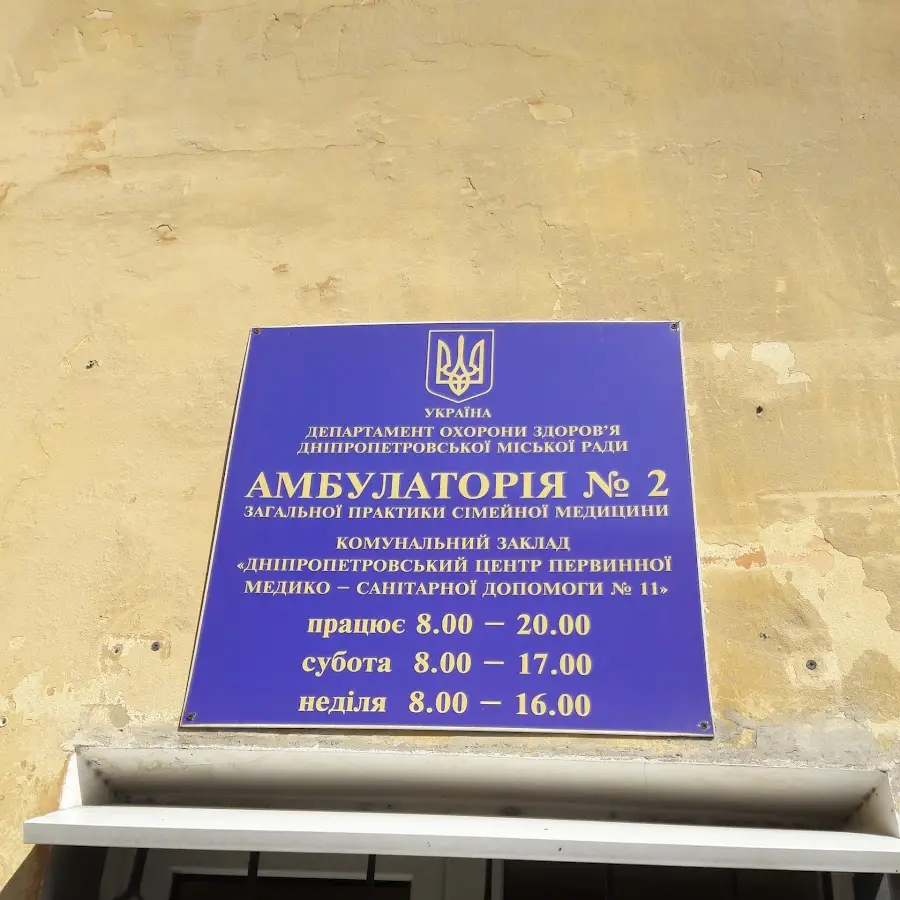 УКРАЇНА
ДЕПАРТАМЕНТ ОХОРОНИ ЗДОРОВ'Я
ДНІПРОПЕТРОВСЬКОЇ МІСЬКОЇ РАДИ
АМБУЛАТОРІЯ № 2
ЗАГАЛЬНОЇ ПРАКТИКИ СІМЕЙНОЇ МЕДИЦИНИ
КОМУНАЛЬНИЙ ЗАКЛАД
«ДНІПРОПЕТРОВСЬКИЙ ЦЕНТР ПЕРВИННОЇ
МЕДИКО – САНІТАРНОЇ ДОПОМОГИ № 11»
працює 8.00 – 20.00
субота 8.00 – 17.00
неділя 8.00 – 16.00